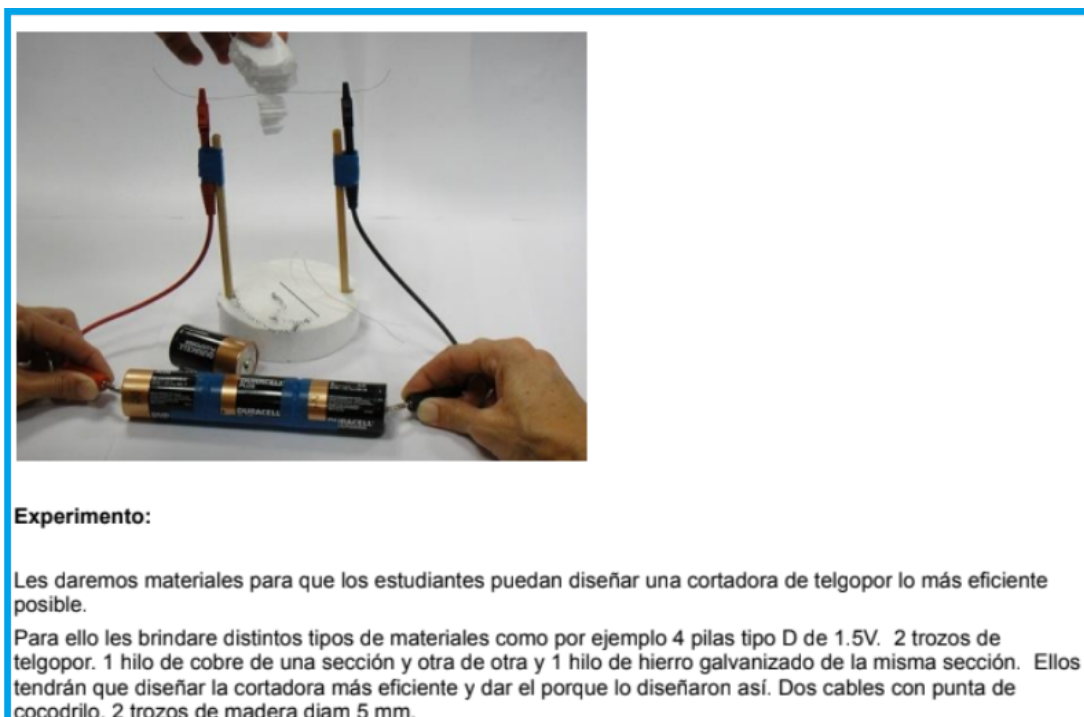 DURACELL
Experimento:
Les daremos materiales para que los estudiantes puedan diseñar una cortadora de telgopor lo más eficiente
posible.
Para ello les brindare distintos tipos de materiales como por ejemplo 4 pilas tipo D de 1.5V. 2 trozos de
telgopor. 1 hilo de cobre de una sección y otra de otra y 1 hilo de hierro galvanizado de la misma sección. Ellos
tendrán que diseñar la cortadora más eficiente y dar el porque lo diseñaron así. Dos cables con punta de
cocodrilo. 2 trozos de madera diam 5 mm.